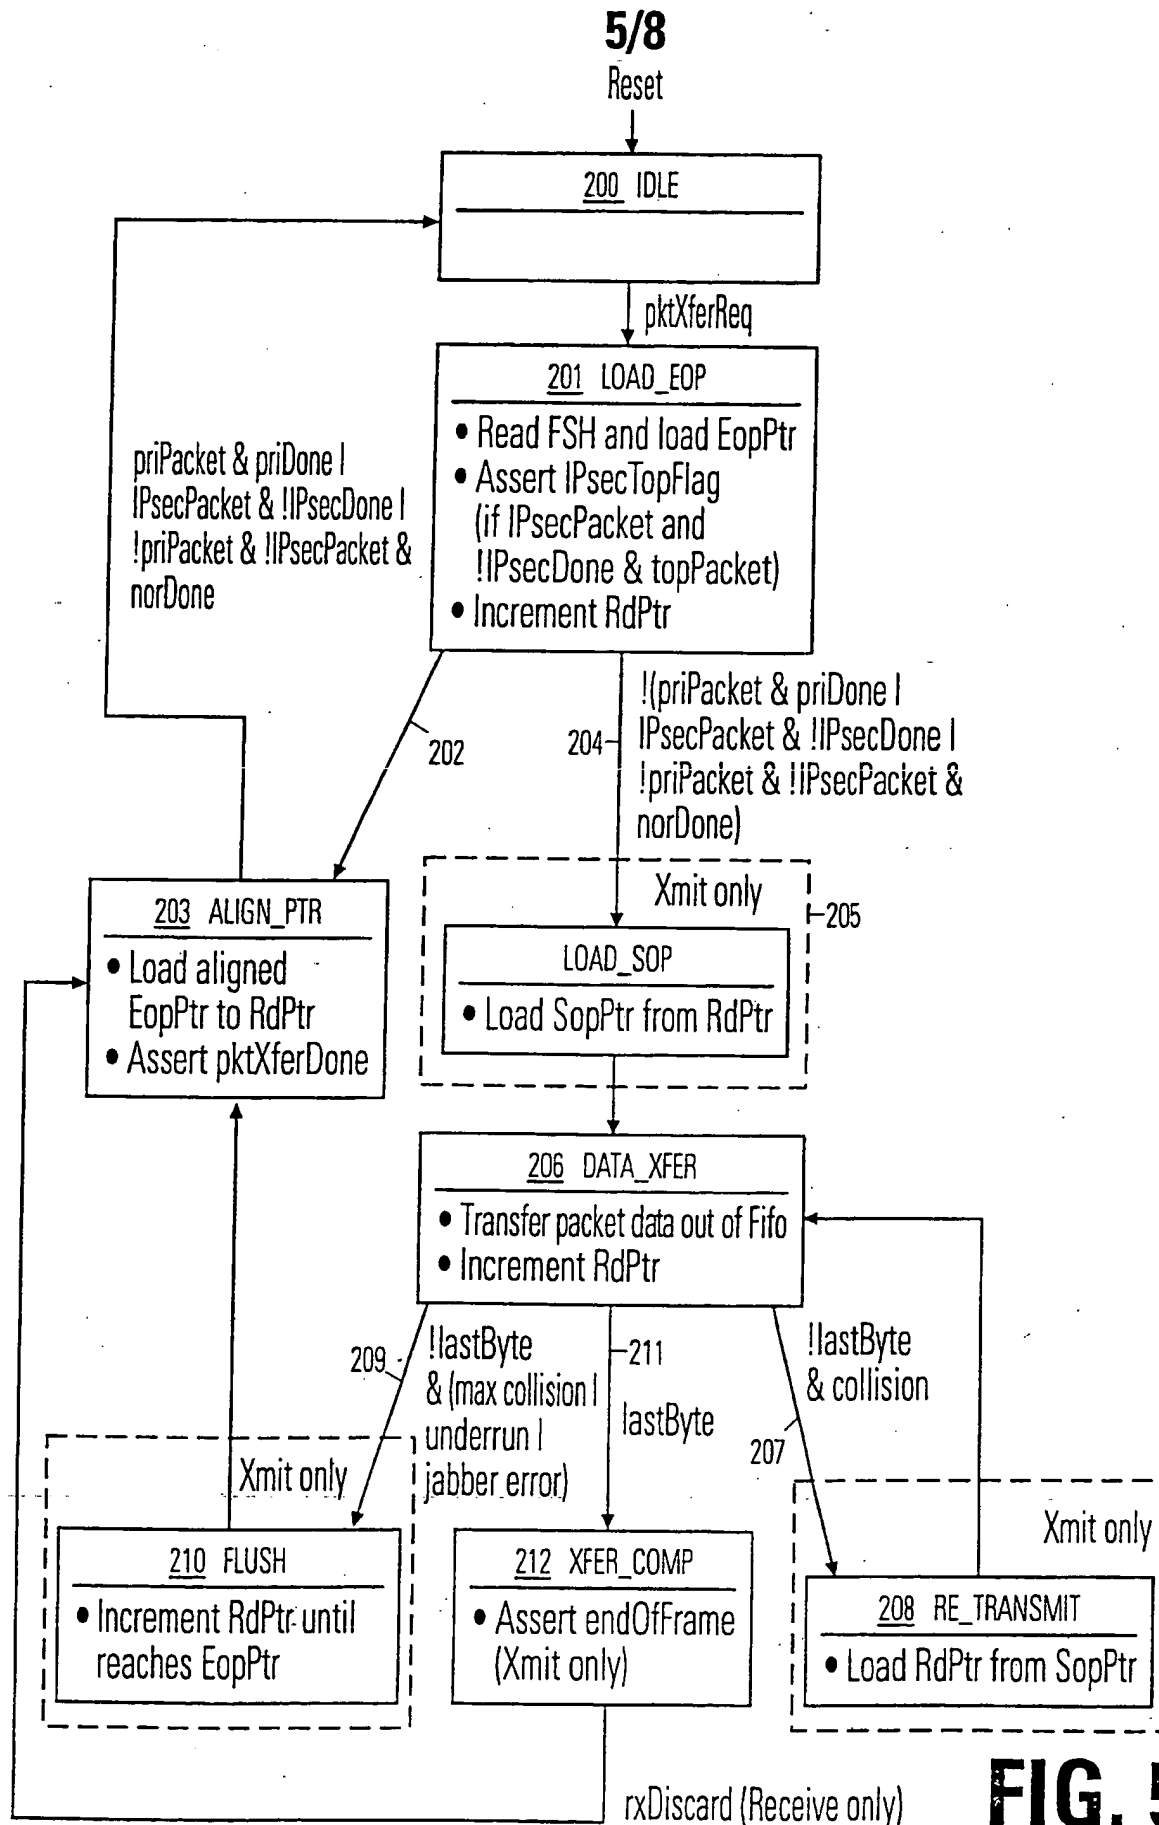 5/8
Reset
200 IDLE
pktXferReq
201 LOAD_EOP
• Read FSH and load EopPtr
• Assert IPsecTopFlag
(if IPsecPacket and
!IPsecDone & topPacket)
• Increment RdPtr
priPacket & priDone |
IPsecPacket & !IPsecDone |
!priPacket & !IPsecPacket &
norDone
202
204
!(priPacket & priDone |
IPsecPacket & !IPsecDone |
!priPacket & !IPsecPacket &
norDone)
203 ALIGN_PTR
• Load aligned
EopPtr to RdPtr
• Assert pktXferDone
Xmit only
205
LOAD_SOP
• Load SopPtr from RdPtr
206 DATA_XFER
• Transfer packet data out of Fifo
• Increment RdPtr
209
!lastByte
& (max collision |
underrun |
jabber error)
211
lastByte
!lastByte
& collision
207
Xmit only
210 FLUSH
• Increment RdPtr until
reaches EopPtr
212 XFER_COMP
• Assert endOfFrame
(Xmit only)
Xmit only
208 RE_TRANSMIT
• Load RdPtr from SopPtr
rxDiscard (Receive only)
FIG. 5